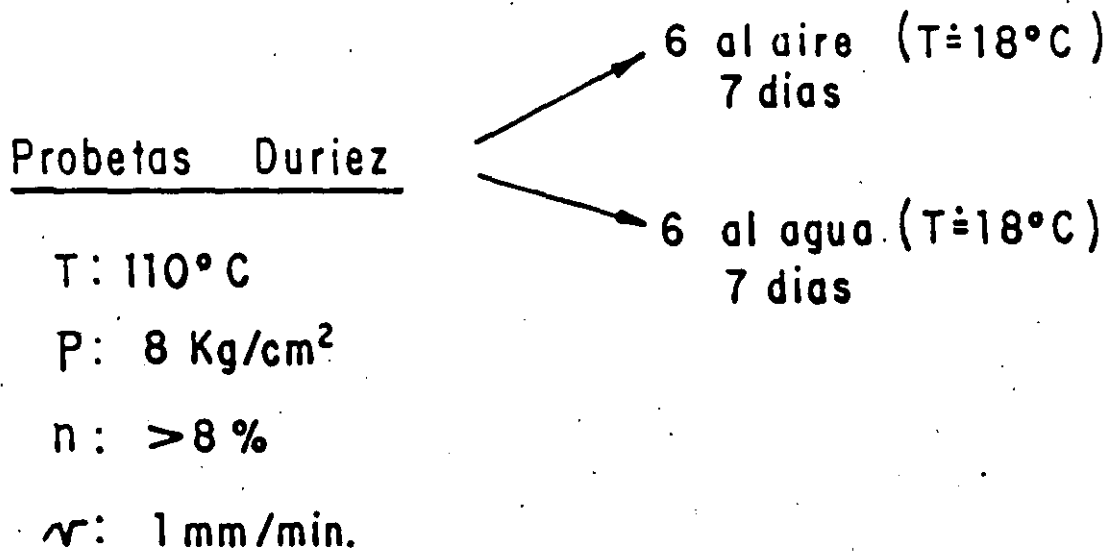 6 al aire (T≐18°C)
7 dias
Probetas Duriez
6 al agua. (T≐18°C)
7 dias
T: 110°C
P: 8 Kg/cm²
n: >8 %
v: 1 mm/min.